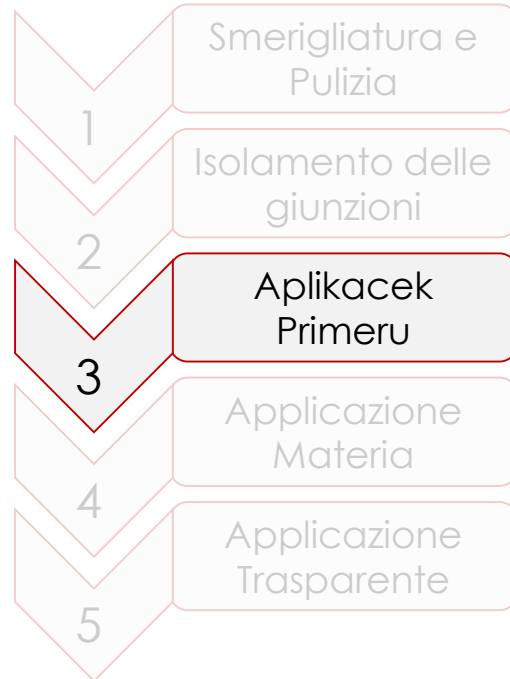 1
Smerigliatura e
Pulizia
2
Isolamento delle
giunzioni
3
Aplikacek
Primeru
4
Applicazione
Materia
5
Applicazione
Trasparente